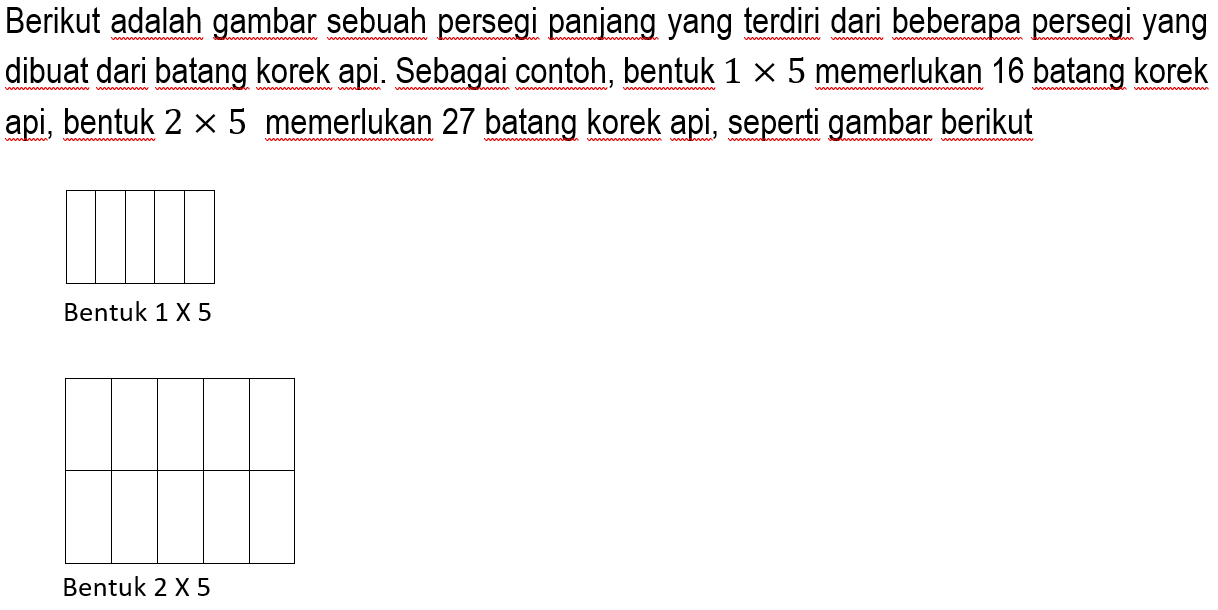 Berikut adalah gambar sebuah persegi panjang yang terdiri dari beberapa persegi yang
dibuat dari batang korek api. Sebagai contoh, bentuk 1 × 5 memerlukan 16 batang korek
api, bentuk 2 × 5 memerlukan 27 batang korek api, seperti gambar berikut
Bentuk 1 X 5
Bentuk 2 X 5